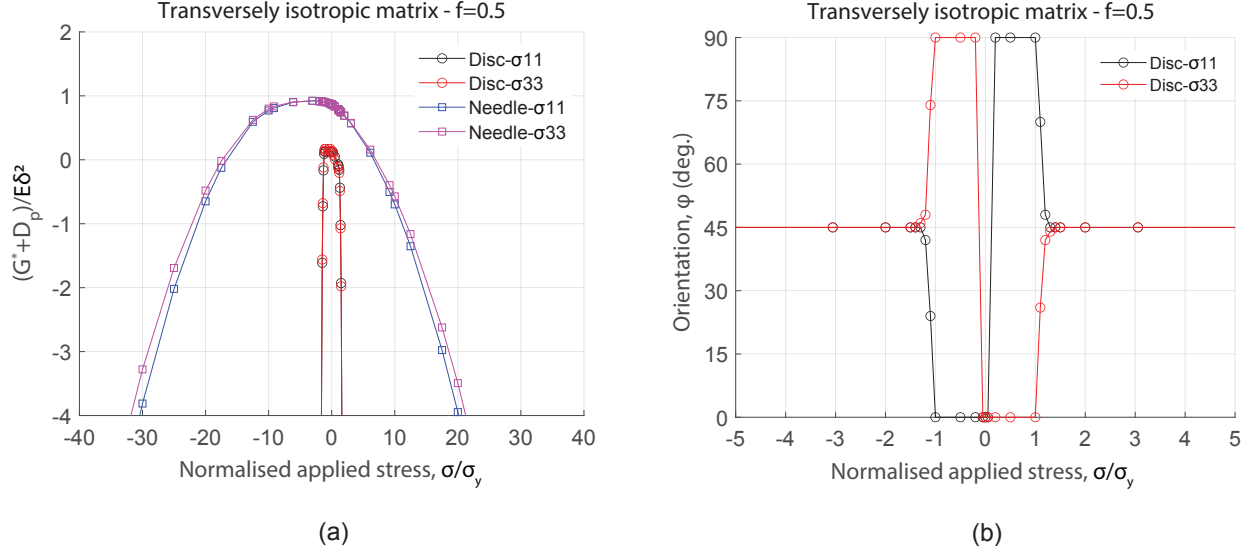 Transversely isotropic matrix - f=0.5
2
1
0
-1
-2
-3
-4
(G*+Dp)/Eδ²
Disc-σ11
Disc-σ33
Needle-σ11
Needle-σ33
-40 -30 -20 -10 0 10 20 30 40
Normalised applied stress, σ/σy
(a)
Transversely isotropic matrix - f=0.5
90
75
60
45
30
15
0
Orientation, φ (deg.)
Disc-σ11
Disc-σ33
-5 -4 -3 -2 -1 0 1 2 3 4 5
Normalised applied stress, σ/σy
(b)